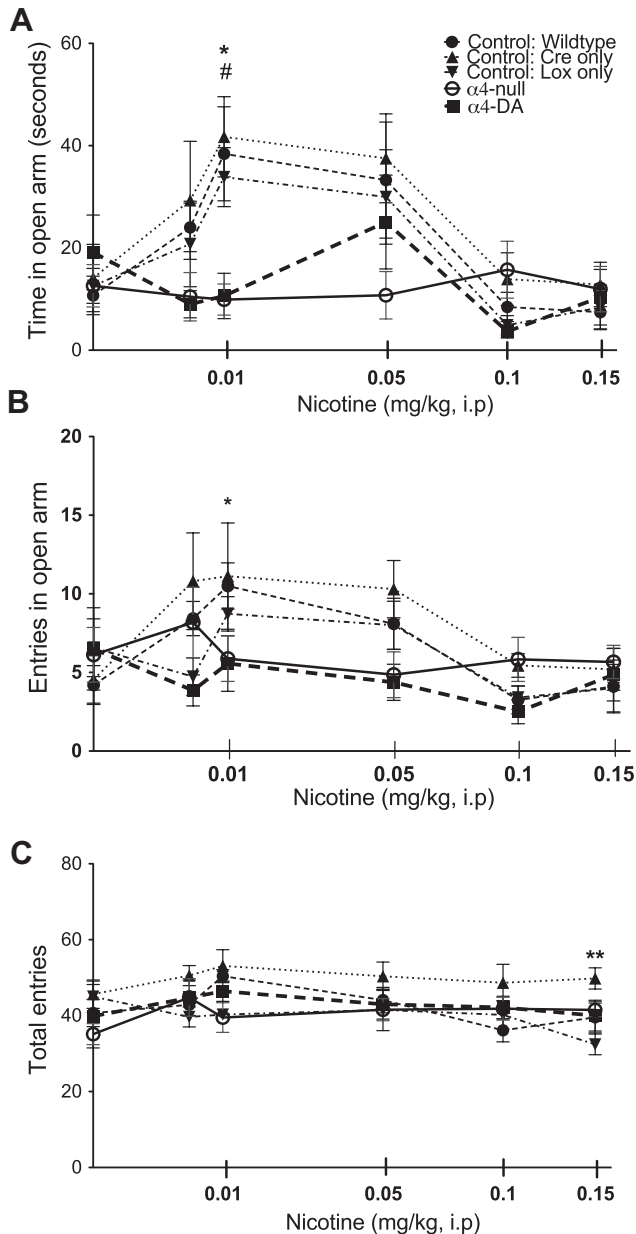 A
Time in open arm (seconds)
60
40
20
0
*
#
Control: Wildtype
Control: Cre only
Control: Lox only
α4-null
α4-DA
0.01
0.05
0.1
0.15
Nicotine (mg/kg, i.p)
B
Entries in open arm
20
15
10
5
0
*
0.01
0.05
0.1
0.15
Nicotine (mg/kg, i.p)
C
Total entries
80
60
40
20
0
**
0.01
0.05
0.1
0.15
Nicotine (mg/kg, i.p)